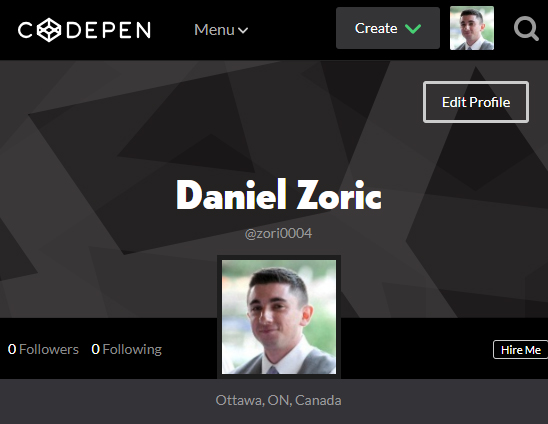 CODEPEN Menu Create
Edit Profile
Daniel Zoric
@zori0004
0 Followers 0 Following Hire Me
Ottawa, ON, Canada